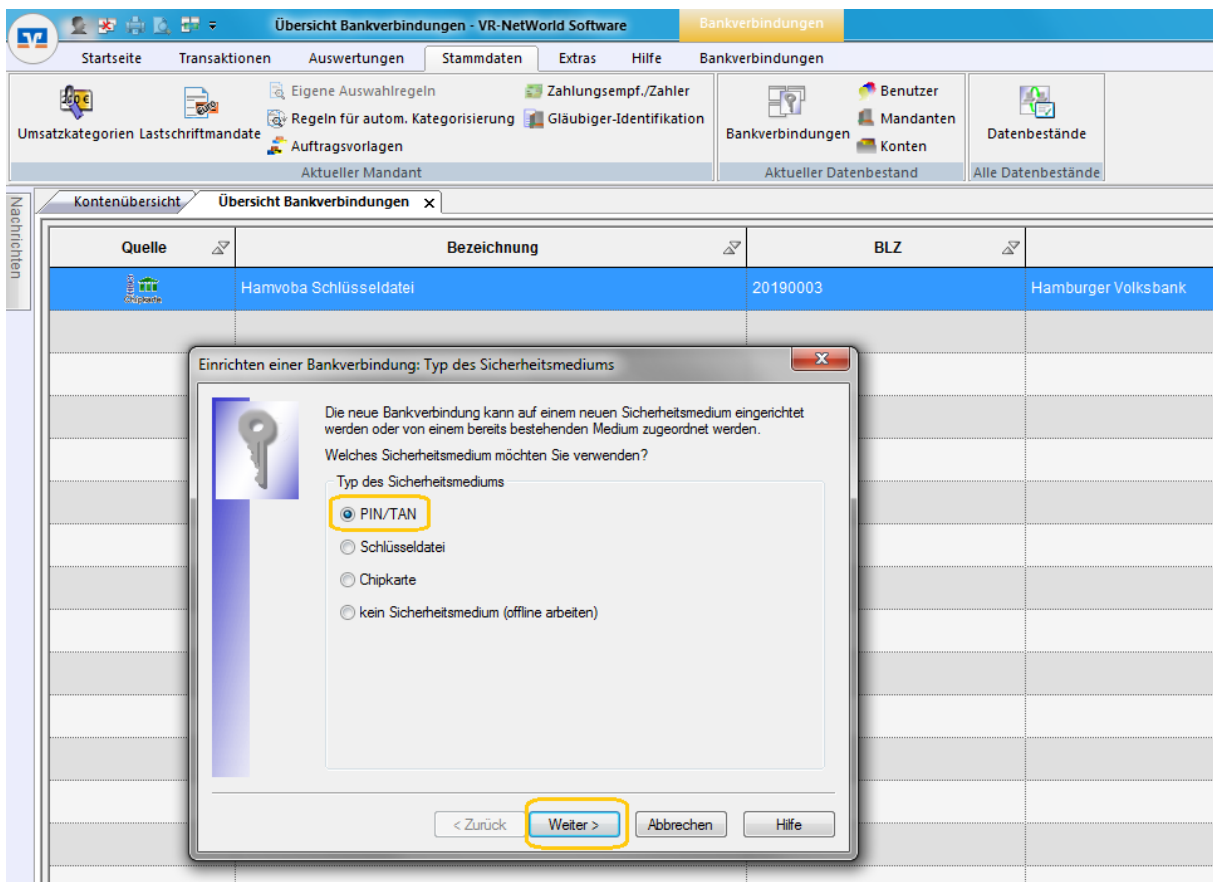 Übersicht Bankverbindungen - VR-NetWorld Software
Bankverbindungen
Startseite Transaktionen Auswertungen Stammdaten Extras Hilfe Bankverbindungen
Umsatzkategorien
Lastschriftmandate
Eigene Auswahlregeln
Regeln für autom. Kategorisierung
Auftragsvorlagen
Zahlungsempf./Zahler
Gläubiger-Identifikation
Aktueller Mandant
Bankverbindungen
Benutzer
Mandanten
Konten
Aktueller Datenbestand
Datenbestände
Alle Datenbestände
Nachrichten
Kontenübersicht Übersicht Bankverbindungen x
Quelle Bezeichnung BLZ
Chipkarte Hamvoba Schlüsseldatei 20190003 Hamburger Volksbank
Einrichten einer Bankverbindung: Typ des Sicherheitsmediums
Die neue Bankverbindung kann auf einem neuen Sicherheitsmedium eingerichtet
werden oder von einem bereits bestehenden Medium zugeordnet werden.
Welches Sicherheitsmedium möchten Sie verwenden?
Typ des Sicherheitsmediums
PIN/TAN
Schlüsseldatei
Chipkarte
kein Sicherheitsmedium (offline arbeiten)
< Zurück Weiter > Abbrechen Hilfe